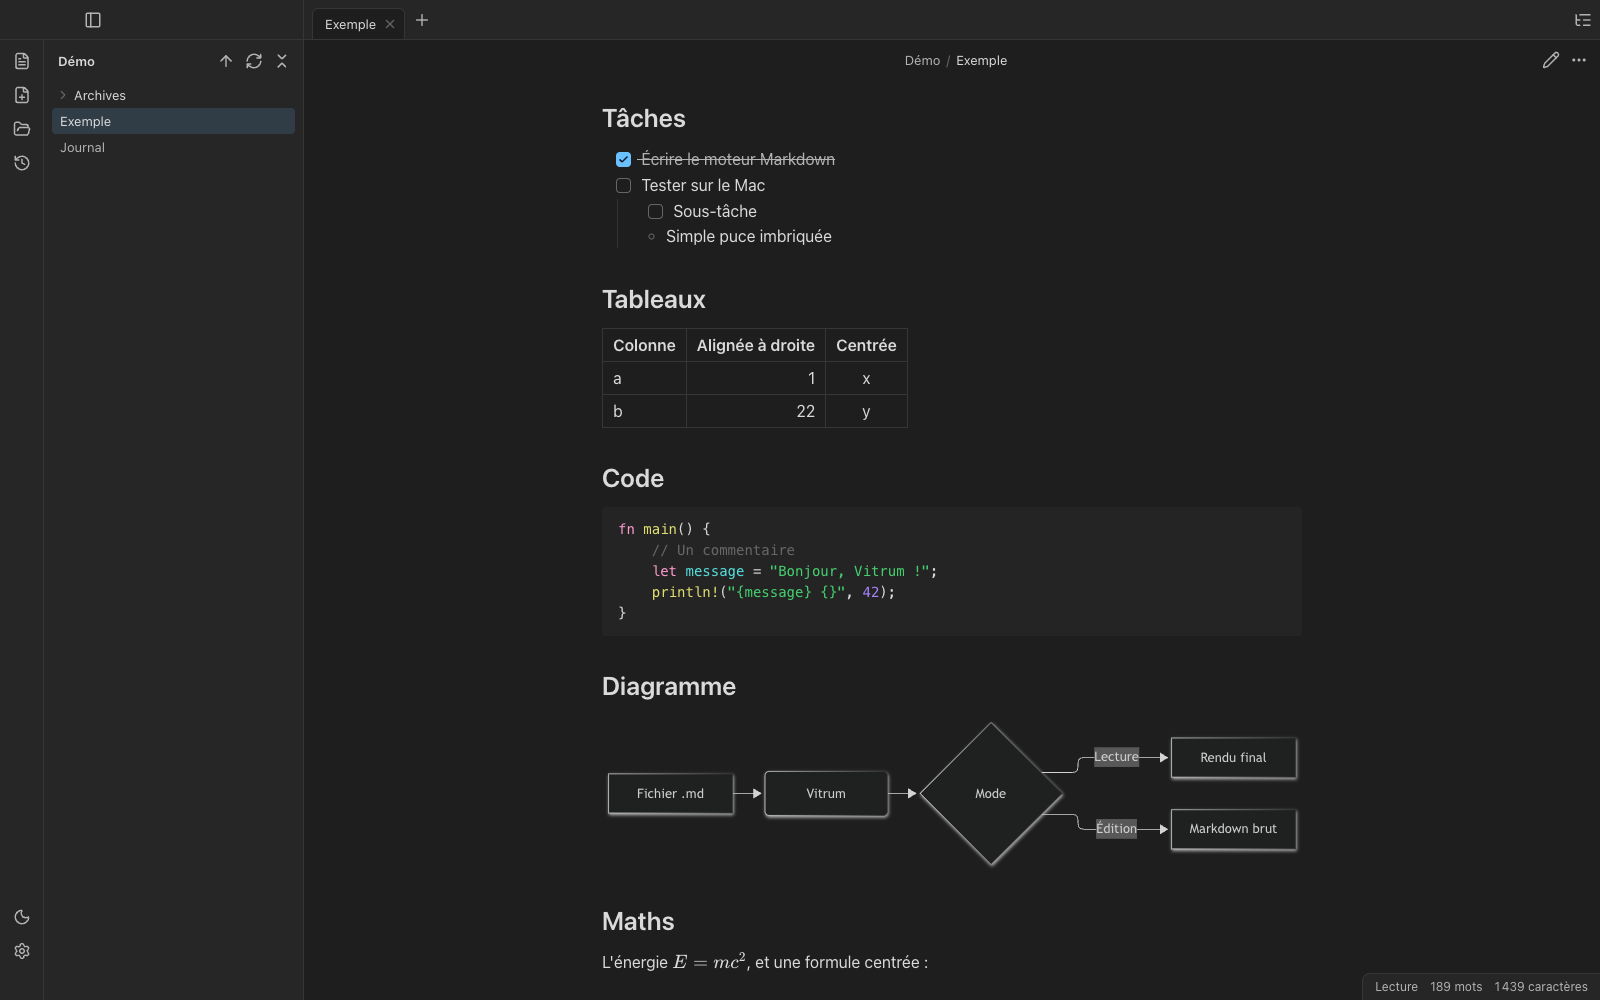 Exemple
Démo
Démo / Exemple
Archives
Exemple
Journal
Tâches
Écrire le moteur Markdown
Tester sur le Mac
Sous-tâche
Simple puce imbriquée
Tableaux
Colonne Alignée à droite Centrée
a 1 x
b 22 y
Code
fn main() {
    // Un commentaire
    let message = "Bonjour, Vitrum !";
    println!("{message} {}", 42);
}
Diagramme
Fichier .md
Vitrum
Mode
Lecture
Rendu final
Édition
Markdown brut
Maths
L'énergie E = mc², et une formule centrée :
Lecture 189 mots 1 439 caractères